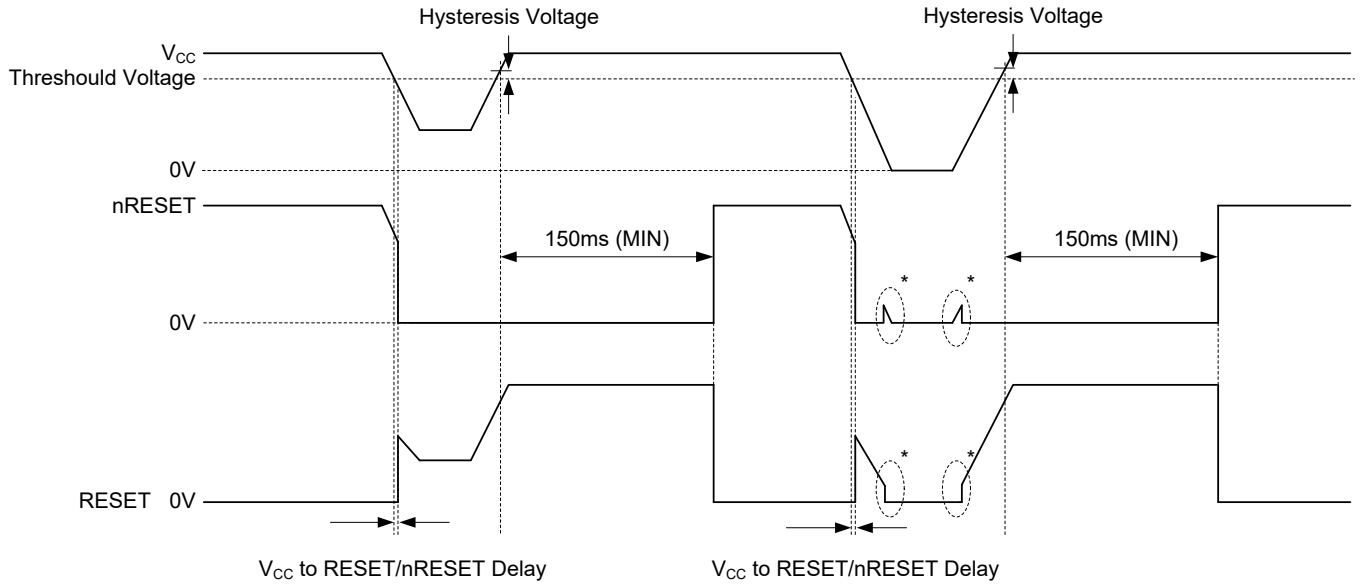 Hysteresis Voltage
Hysteresis Voltage
VCC
Threshould Voltage
0V
nRESET
150ms (MIN)
150ms (MIN)
*
*
0V
*
*
RESET 0V
VCC to RESET/nRESET Delay
VCC to RESET/nRESET Delay